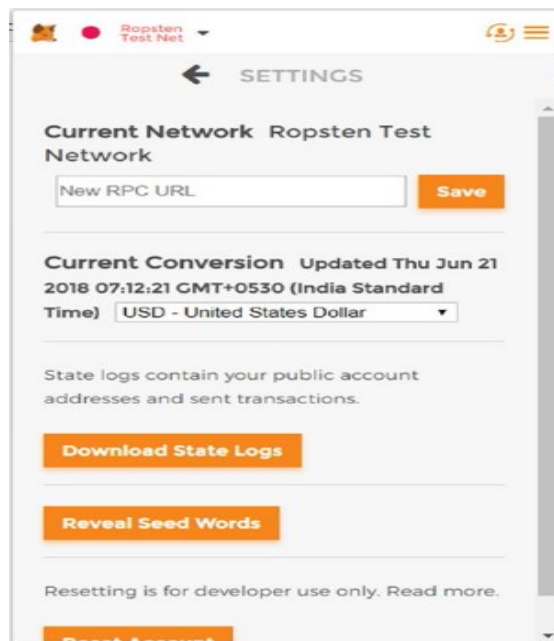 Ropsten
Test Net
SETTINGS
Current Network Ropsten Test
Network
New RPC URL
Save
Current Conversion Updated Thu Jun 21
2018 07:12:21 GMT+0530 (India Standard
Time) USD - United States Dollar
State logs contain your public account
addresses and sent transactions.
Download State Logs
Reveal Seed Words
Resetting is for developer use only. Read more.
Reset Account